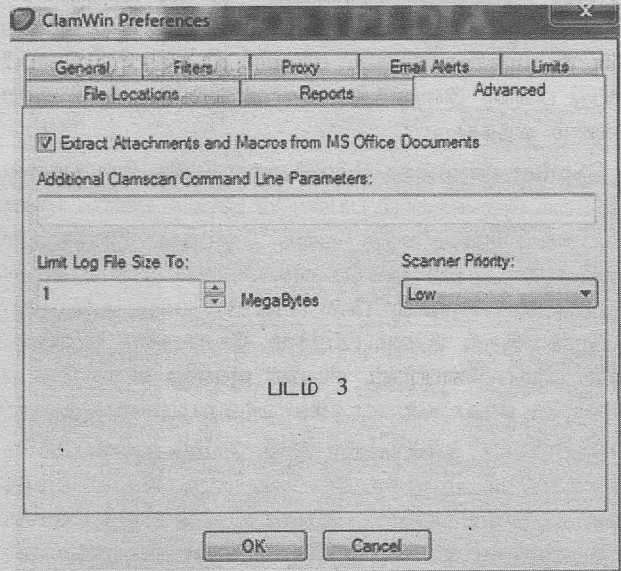 ClamWin Preferences
General Filters Proxy Email Alerts Limits
File Locations Reports Advanced
Extract Attachments and Macros from MS Office Documents
Additional Clamscan Command Line Parameters:
Limit Log File Size To: Scanner Priority:
1 MegaBytes Low
படம் 3
OK Cancel